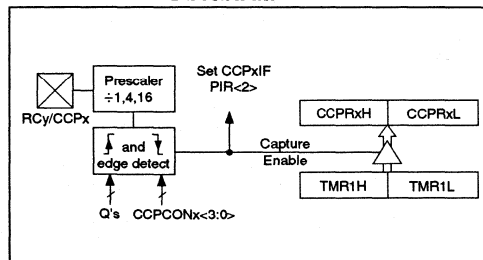 Prescaler
÷1,4,16
RCy/CCPx
and
edge detect
Q's
CCPCONx<3:0>
Set CCPxIF
PIR<2>
Capture
Enable
CCPRxH
CCPRxL
TMR1H
TMR1L